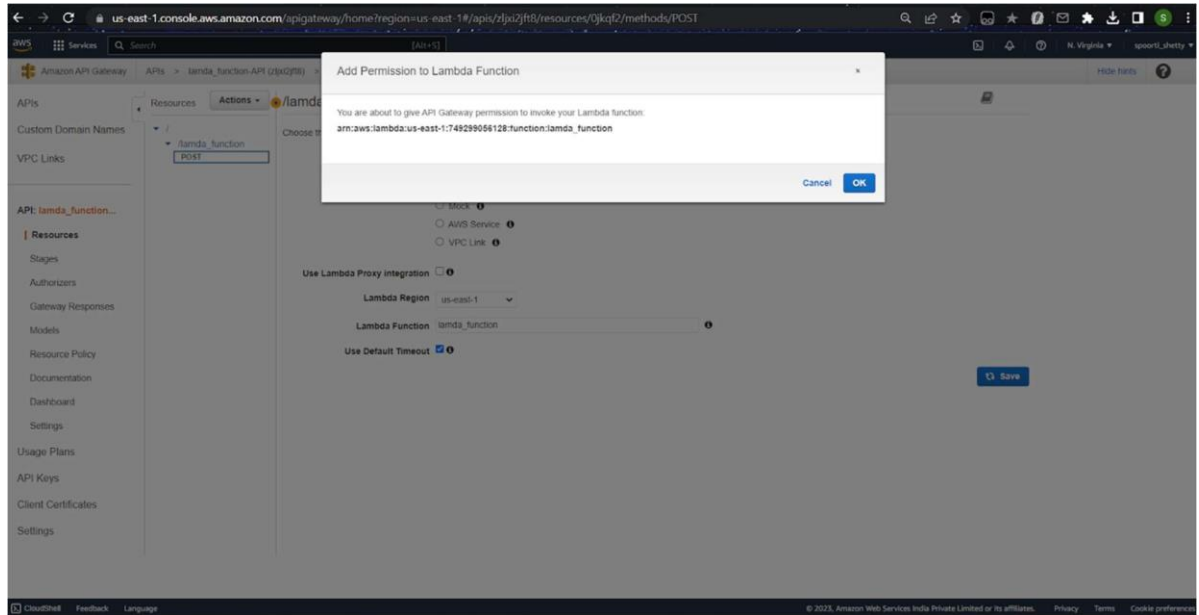 us-east-1.console.aws.amazon.com/apigateway/home?region=us-east-1#/apis/zljxi2jft8/resources/0jkqf2/methods/POST
aws Services Search [Alt+S] N. Virginia spoorti_shetty
Amazon API Gateway APIs > lamda_function-API (zljxi2jft8) > Hide hints
Add Permission to Lambda Function
You are about to give API Gateway permission to invoke your Lambda function:
arn:aws:lambda:us-east-1:749299056128:function:lamda_function
Cancel OK
APIs
Custom Domain Names
VPC Links
API: lamda_function...
Resources
Stages
Authorizers
Gateway Responses
Models
Resource Policy
Documentation
Dashboard
Settings
Usage Plans
API Keys
Client Certificates
Settings
Resources Actions
/
/lamda_function
POST
/lamda
Choose th
Mock
AWS Service
VPC Link
Use Lambda Proxy integration
Lambda Region us-east-1
Lambda Function lamda_function
Use Default Timeout
Save
CloudShell Feedback Language © 2023, Amazon Web Services India Private Limited or its affiliates. Privacy Terms Cookie preferences